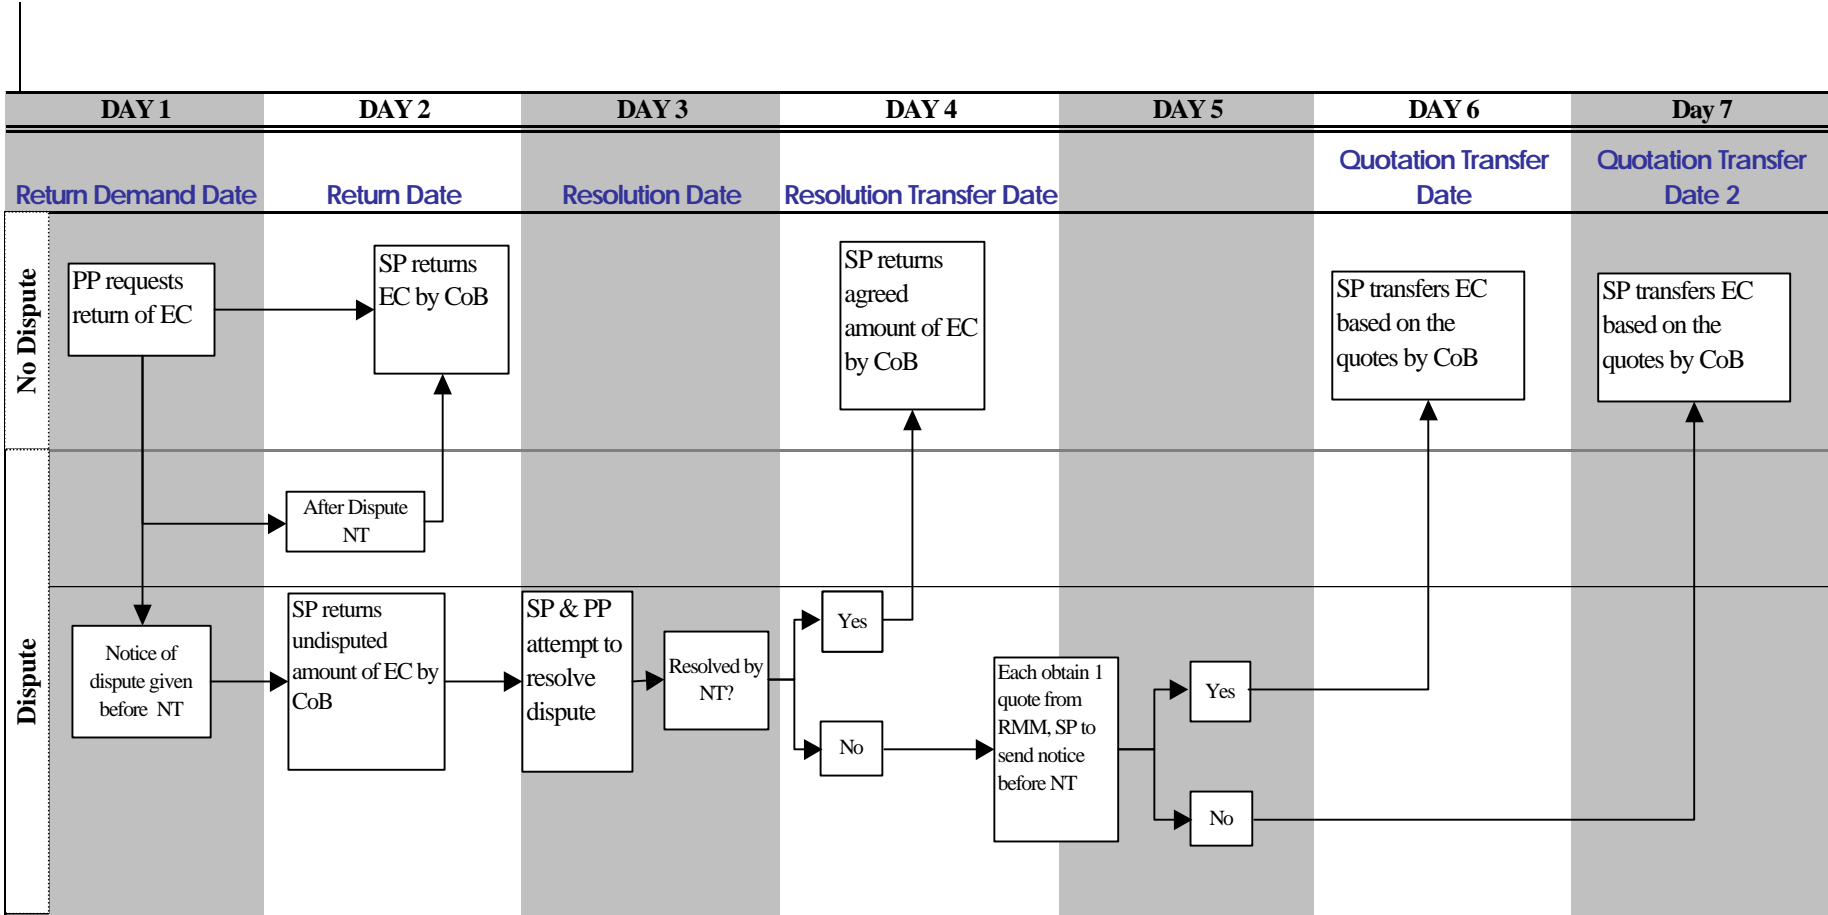 DAY 1
DAY 2
DAY 3
DAY 4
DAY 5
DAY 6
Day 7
Return Demand Date
Return Date
Resolution Date
Resolution Transfer Date
Quotation Transfer
Date
Quotation Transfer
Date 2
No Dispute
PP requests
return of EC
SP returns
EC by CoB
SP returns
agreed
amount of EC
by CoB
SP transfers EC
based on the
quotes by CoB
SP transfers EC
based on the
quotes by CoB
After Dispute
NT
Dispute
Notice of
dispute given
before NT
SP returns
undisputed
amount of EC by
CoB
SP & PP
attempt to
resolve
dispute
Resolved by
NT?
Yes
No
Each obtain 1
quote from
RMM, SP to
send notice
before NT
Yes
No